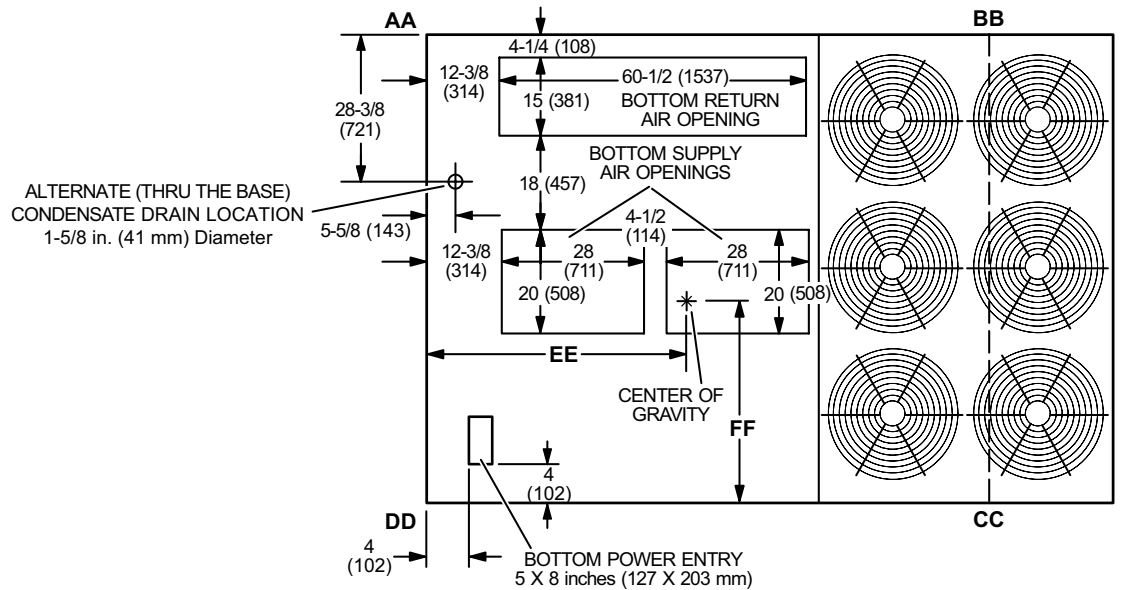 AA
BB
4-1/4 (108)
12-3/8
(314)
60-1/2 (1537)
15 (381)
BOTTOM RETURN
AIR OPENING
28-3/8
(721)
BOTTOM SUPPLY
AIR OPENINGS
18 (457)
ALTERNATE (THRU THE BASE)
CONDENSATE DRAIN LOCATION
1-5/8 in. (41 mm) Diameter
5-5/8 (143)
4-1/2
(114)
12-3/8
(314)
28
(711)
28
(711)
20 (508)
20 (508)
EE
CENTER OF
GRAVITY
FF
4
(102)
DD
CC
4
(102)
BOTTOM POWER ENTRY
5 X 8 inches (127 X 203 mm)